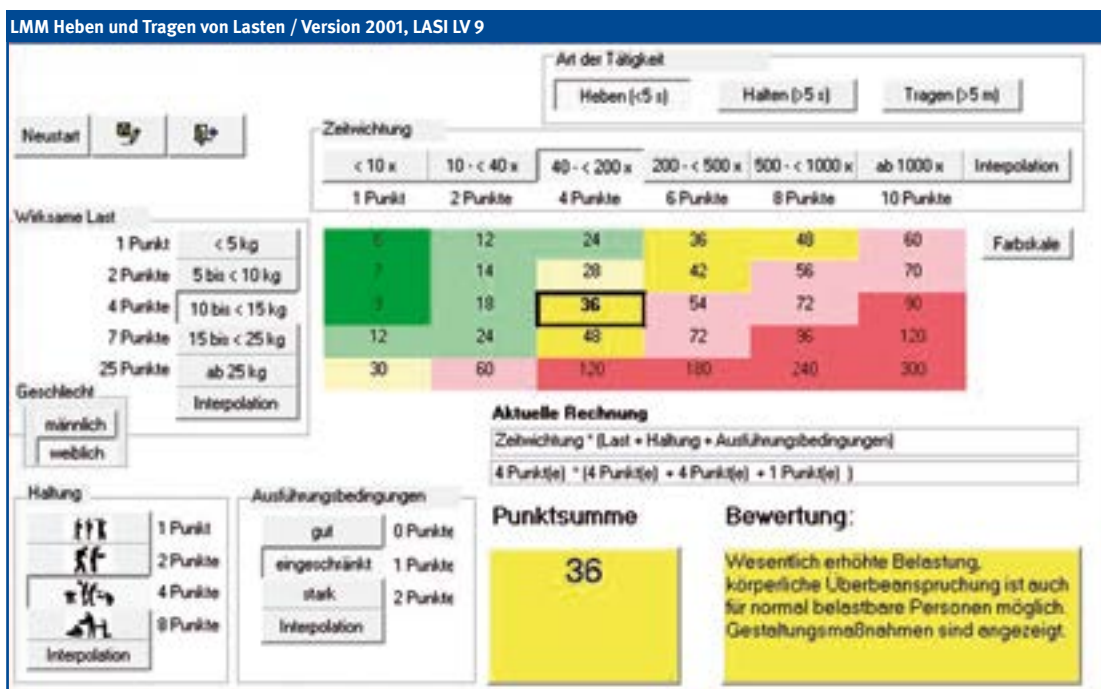 LMM Heben und Tragen von Lasten / Version 2001, LASI LV 9
Art der Tätigkeit
Heben (<5 s) Halten (>5 s) Tragen (>5 m)
Neustart
Zeitwichtung
< 10 x 10 - < 40 x 40 - < 200 x 200 - < 500 x 500 - < 1000 x ab 1000 x Interpolation
1 Punkt 2 Punkte 4 Punkte 6 Punkte 8 Punkte 10 Punkte
Wirksame Last
1 Punkt < 5 kg 6 12 24 36 48 60 Farbskale
2 Punkte 5 bis < 10 kg 7 14 28 42 56 70
4 Punkte 10 bis < 15 kg 9 18 36 54 72 90
7 Punkte 15 bis < 25 kg 12 24 48 72 96 120
25 Punkte ab 25 kg 30 60 120 180 240 300
Interpolation
Geschlecht
männlich
weiblich
Aktuelle Rechnung
Zeitwichtung * (Last + Haltung + Ausführungsbedingungen)
4 Punkt(e) * (4 Punkt(e) + 4 Punkt(e) + 1 Punkt(e) )
Haltung
1 Punkt
2 Punkte
4 Punkte
8 Punkte
Interpolation
Ausführungsbedingungen
gut 0 Punkte
eingeschränkt 1 Punkte
stark 2 Punkte
Interpolation
Punktsumme
36
Bewertung:
Wesentlich erhöhte Belastung,
körperliche Überbeanspruchung ist auch
für normal belastbare Personen möglich.
Gestaltungsmaßnahmen sind angezeigt.